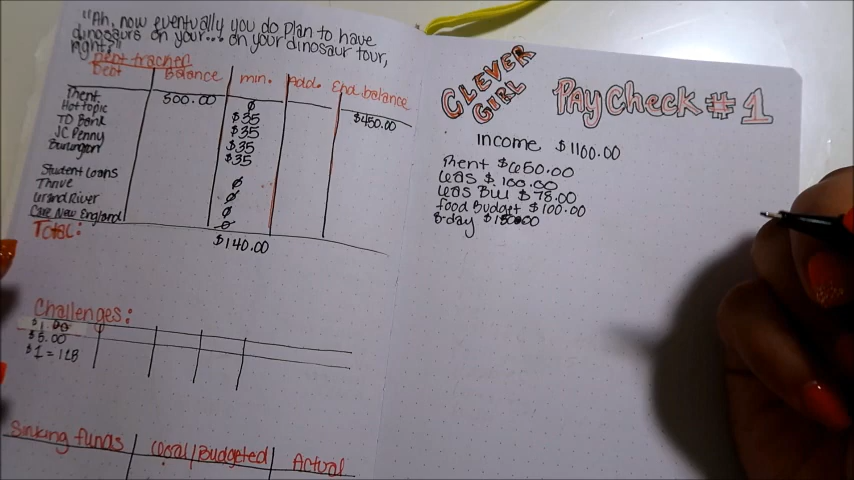 "Ah, now eventually you do plan to have
dinosaurs on your... on your dinosaur tour,
right?"
Debt tracker
Debt Balance min. Add. End balance
Rent 500.00 ∅ $450.00
Hot topic $35
TD Bank $35
JC Penny $35
Burlington $35
Student Loans ∅
Thrive ∅
Grand River ∅
Care New England ∅
Total: $140.00
Challenges:
$1.00
$5.00
$1 = 1LB
Sinking funds Goal Budgeted Actual
CLEVER
GIRL
PAYCHECK #1
Income $1100.00
Rent $650.00
Gas $100.00
Gas Bill $78.00
Food Budget $100.00
B-day